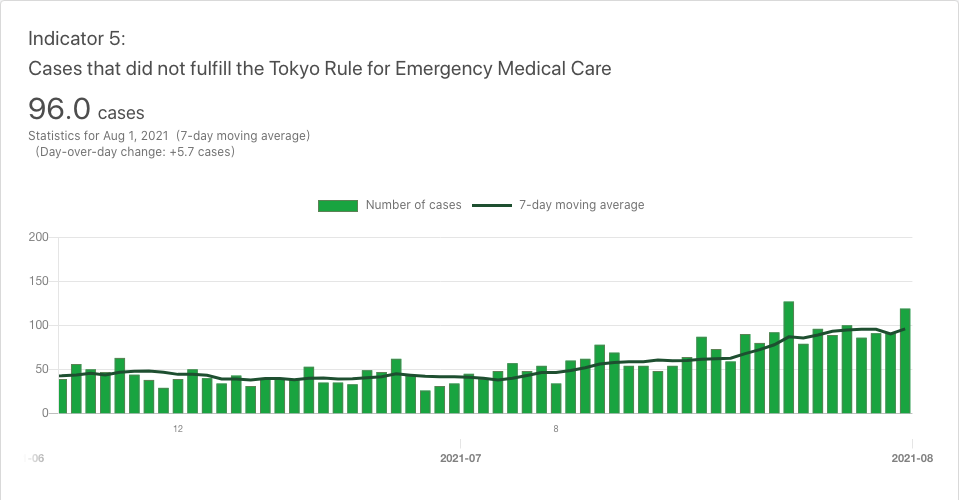 Indicator 5:
Cases that did not fulfill the Tokyo Rule for Emergency Medical Care
96.0 cases
Statistics for Aug 1, 2021 (7-day moving average)
(Day-over-day change: +5.7 cases)
Number of cases 7-day moving average
200
150
100
50
0
12 8
-06 2021-07 2021-08